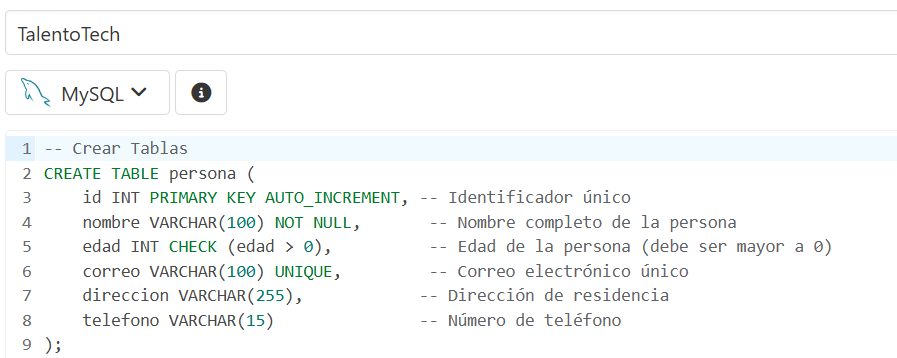 TalentoTech
MySQL
1 -- Crear Tablas
2 CREATE TABLE persona (
3     id INT PRIMARY KEY AUTO_INCREMENT, -- Identificador único
4     nombre VARCHAR(100) NOT NULL,       -- Nombre completo de la persona
5     edad INT CHECK (edad > 0),          -- Edad de la persona (debe ser mayor a 0)
6     correo VARCHAR(100) UNIQUE,         -- Correo electrónico único
7     direccion VARCHAR(255),            -- Dirección de residencia
8     telefono VARCHAR(15)               -- Número de teléfono
9 );